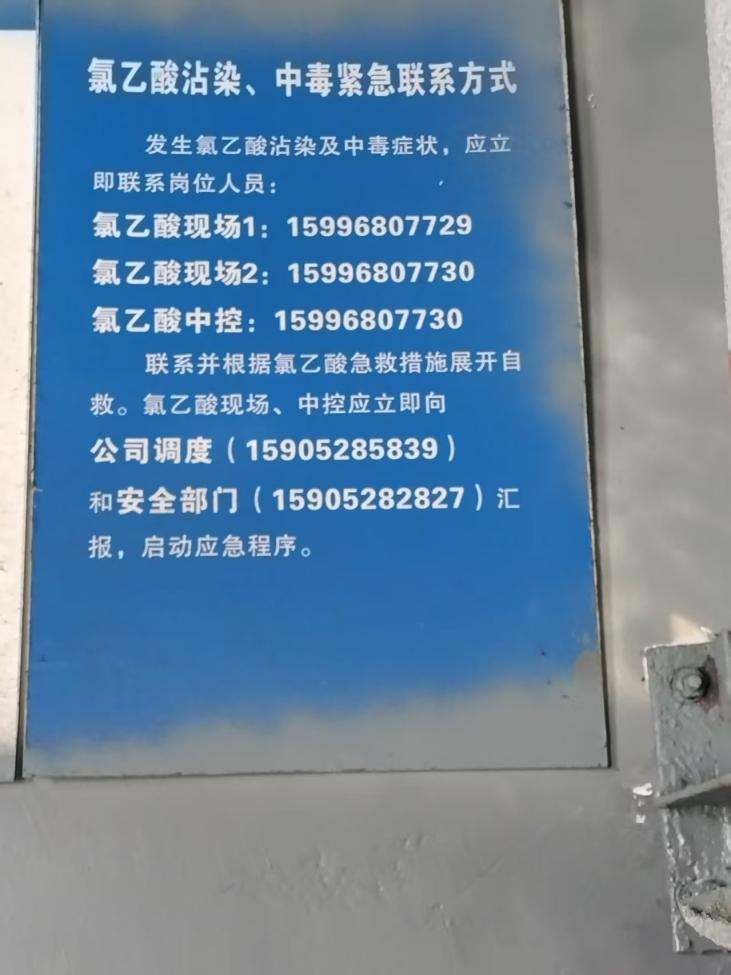 氯乙酸沾染、中毒紧急联系方式
发生氯乙酸沾染及中毒症状，应立
即联系岗位人员：
氯乙酸现场1：15996807729
氯乙酸现场2：15996807730
氯乙酸中控：15996807730
联系并根据氯乙酸急救措施展开自
救。氯乙酸现场、中控应立即向
公司调度（15905285839）
和安全部门（15905282827）汇
报，启动应急程序。